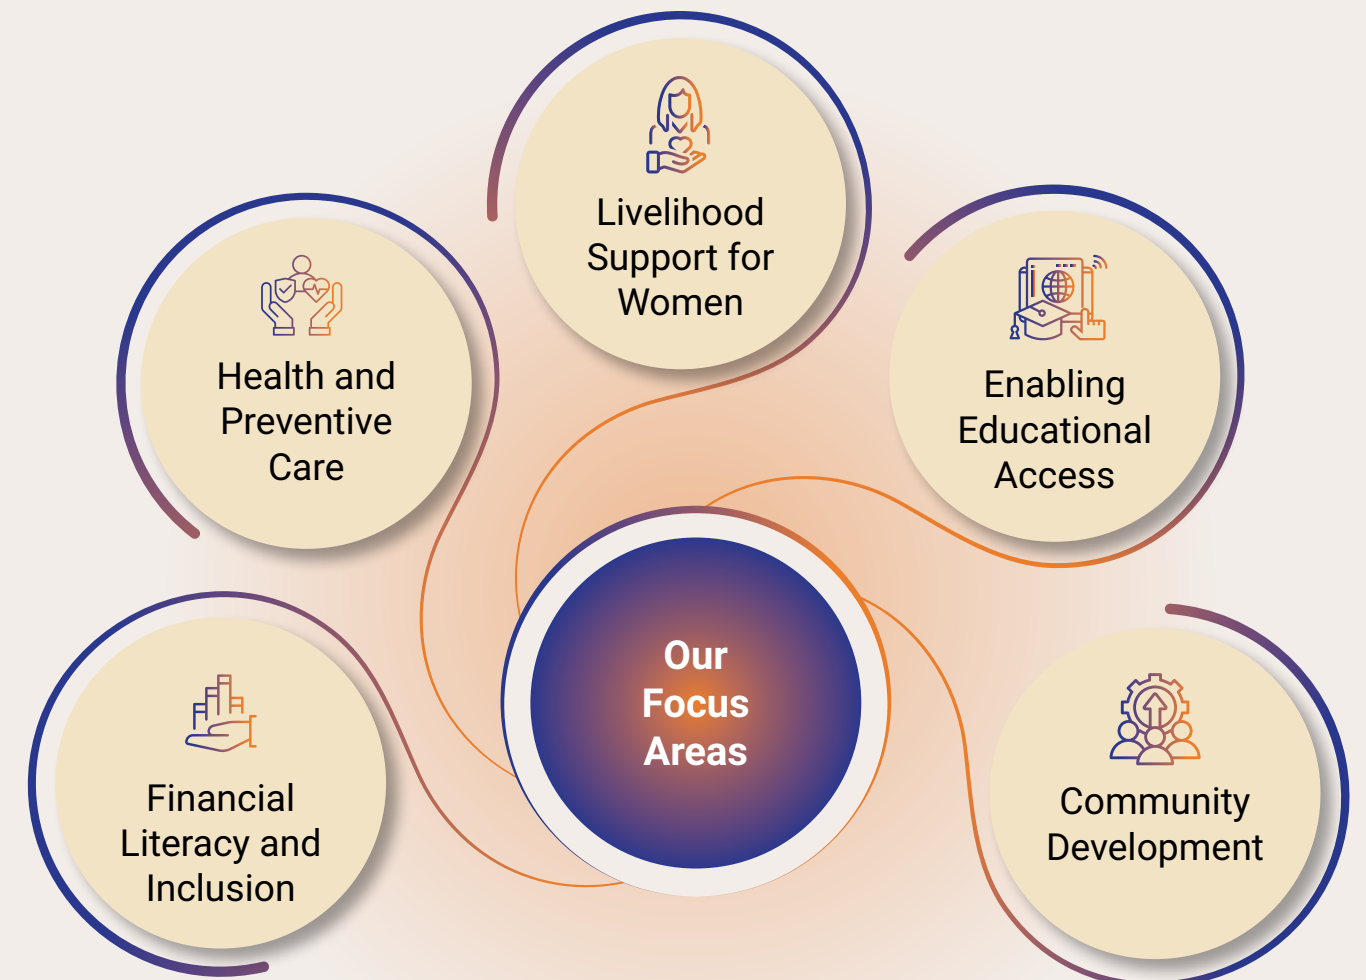 Livelihood
Support for
Women
Health and
Preventive
Care
Enabling
Educational
Access
Our
Focus
Areas
Financial
Literacy and
Inclusion
Community
Development